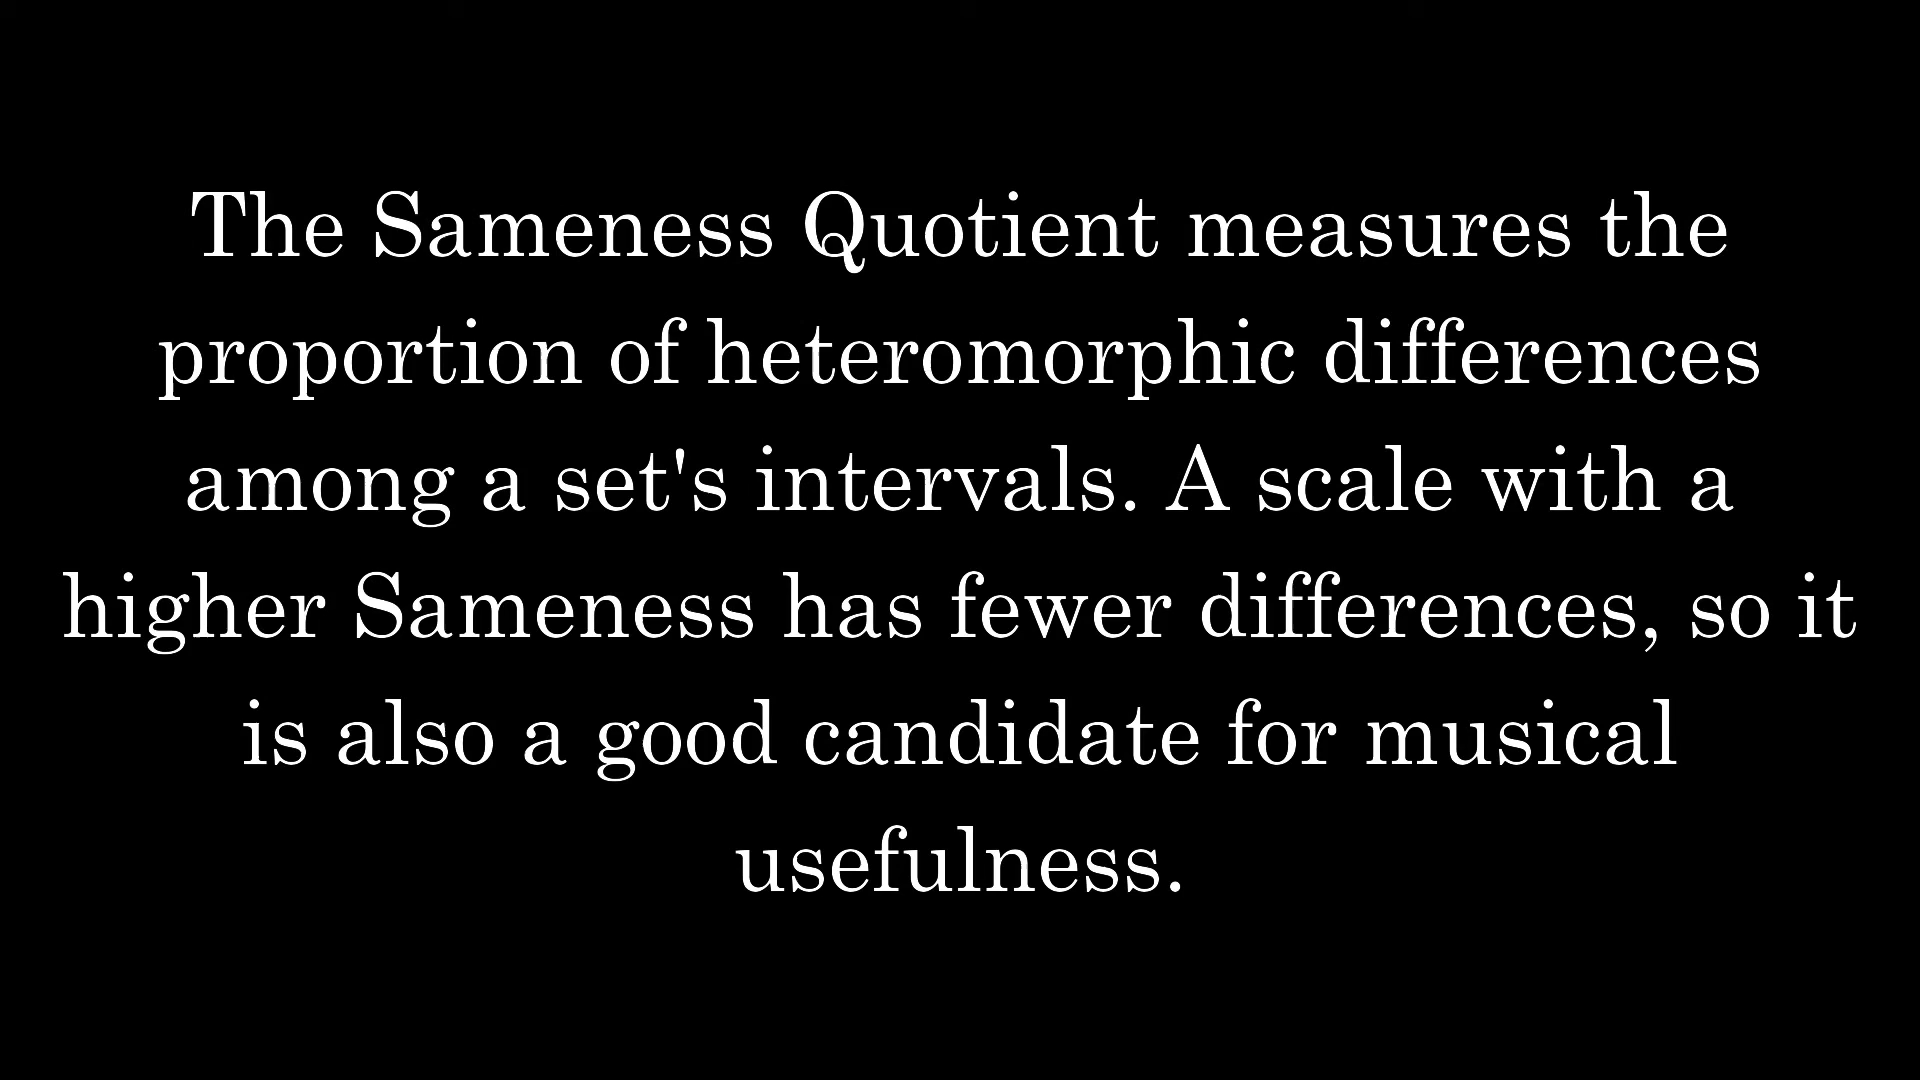 The Sameness Quotient measures the
proportion of heteromorphic differences
among a set's intervals. A scale with a
higher Sameness has fewer differences, so it
is also a good candidate for musical
usefulness.